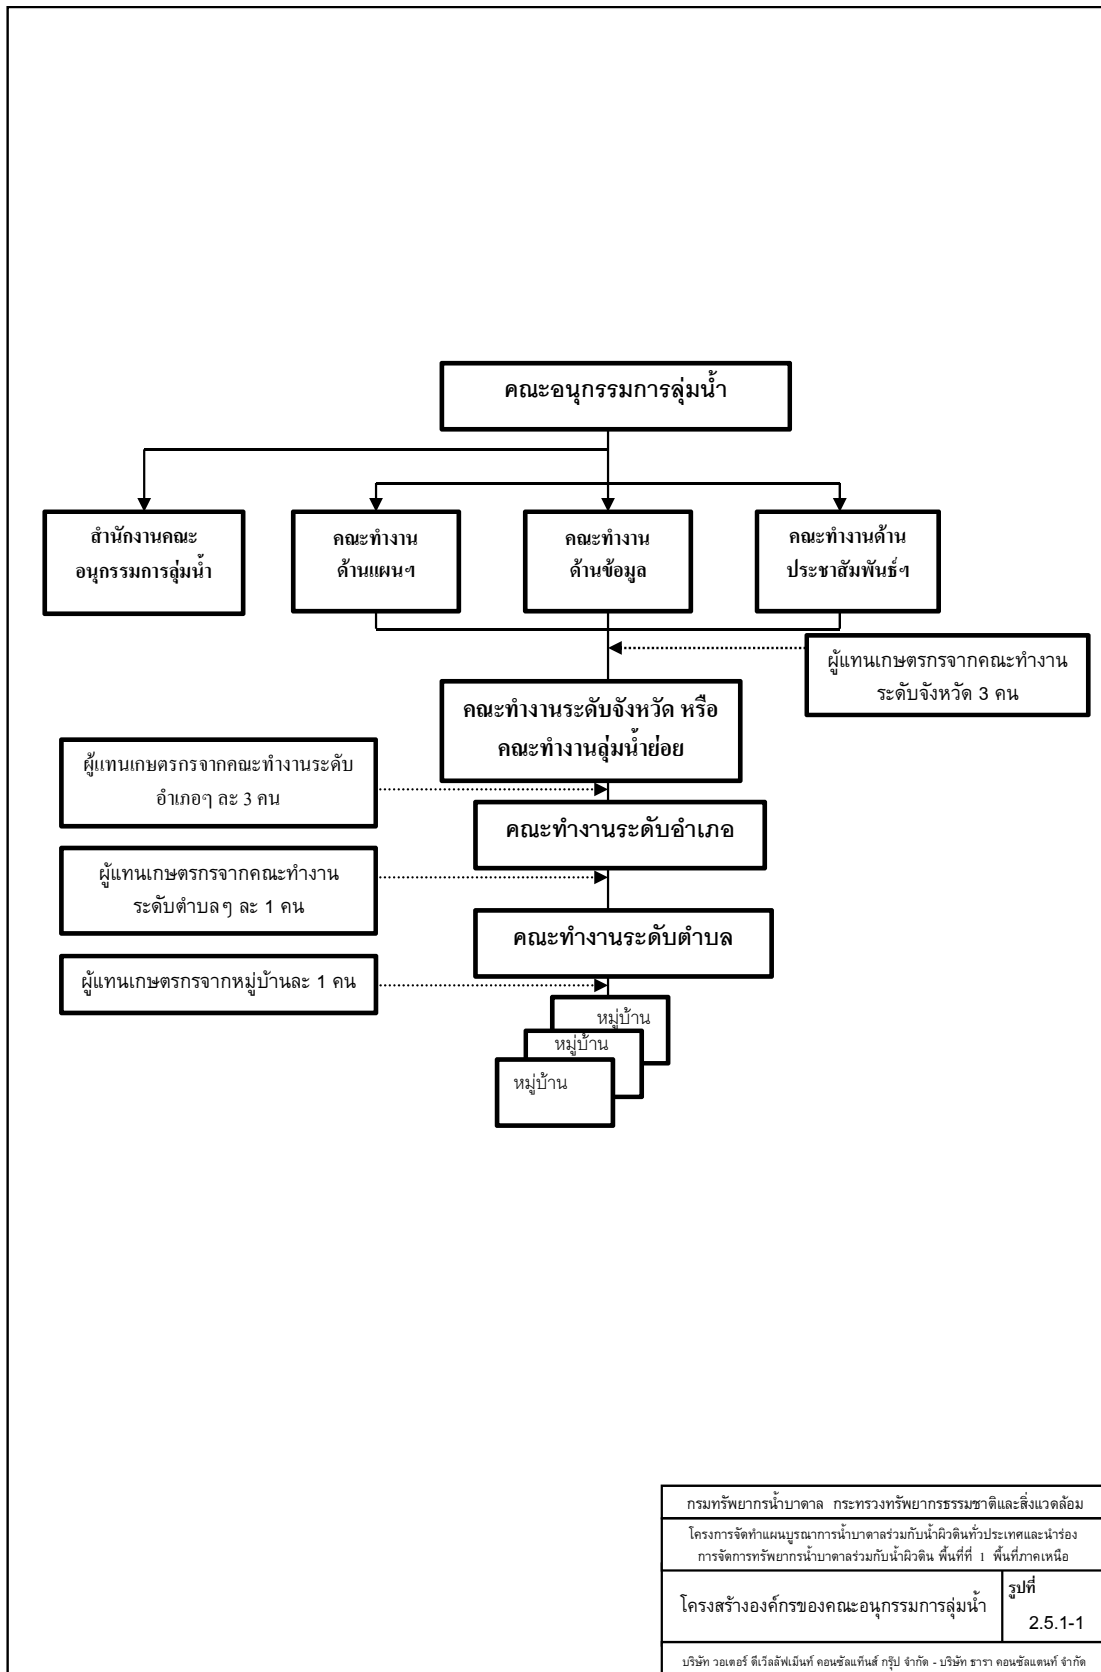 คณะอนุกรรมการลุ่มน้ำ
สำนักงานคณะ
อนุกรรมการลุ่มน้ำ
คณะทำงาน
ด้านแผนฯ
คณะทำงาน
ด้านข้อมูล
คณะทำงานด้าน
ประชาสัมพันธ์ฯ
ผู้แทนเกษตรกรจากคณะทำงาน
ระดับจังหวัด 3 คน
คณะทำงานระดับจังหวัด หรือ
คณะทำงานลุ่มน้ำย่อย
ผู้แทนเกษตรกรจากคณะทำงานระดับ
อำเภอๆ ละ 3 คน
คณะทำงานระดับอำเภอ
ผู้แทนเกษตรกรจากคณะทำงาน
ระดับตำบลๆ ละ 1 คน
คณะทำงานระดับตำบล
ผู้แทนเกษตรกรจากหมู่บ้านละ 1 คน
หมู่บ้าน
หมู่บ้าน
หมู่บ้าน
กรมทรัพยากรน้ำบาดาล กระทรวงทรัพยากรธรรมชาติและสิ่งแวดล้อม
โครงการจัดทำแผนบูรณาการน้ำบาดาลร่วมกับน้ำผิวดินทั่วประเทศและนำร่อง
การจัดการทรัพยากรน้ำบาดาลร่วมกับน้ำผิวดิน พื้นที่ที่ 1 พื้นที่ภาคเหนือ
โครงสร้างองค์กรของคณะอนุกรรมการลุ่มน้ำ
รูปที่
2.5.1-1
บริษัท วอเตอร์ ดีเวลลัฟเม็นท์ คอนซัลแท็นส์ กรุ๊ป จำกัด - บริษัท ธารา คอนซัลแตนท์ จำกัด